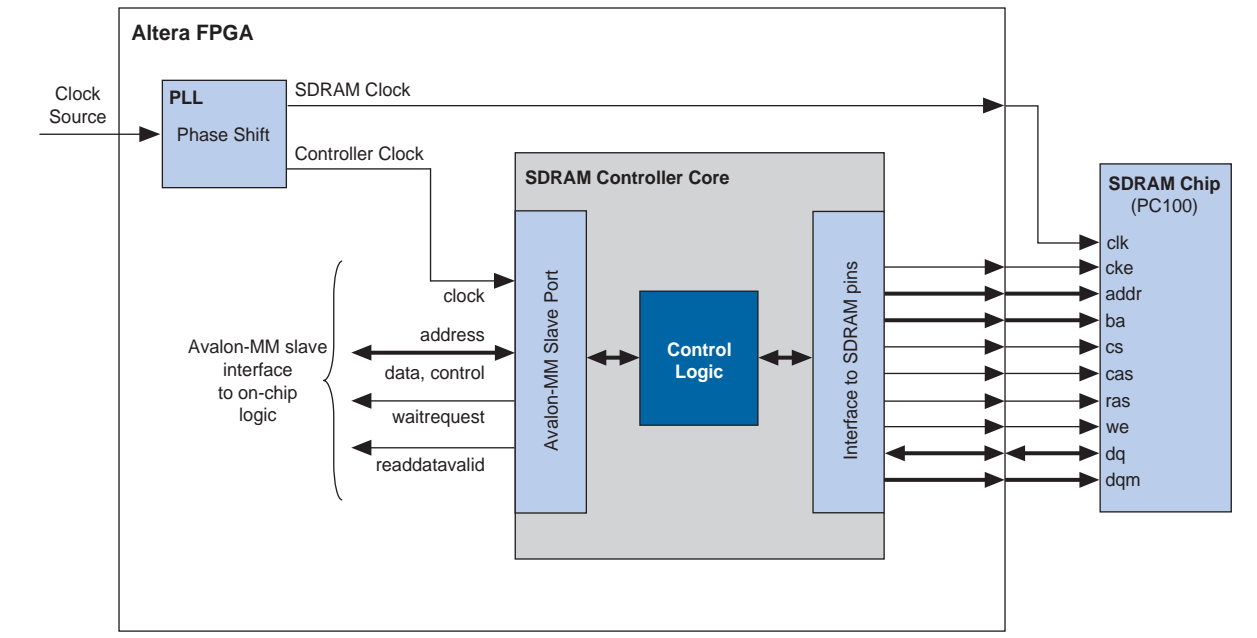 Altera FPGA
Clock
Source
PLL
Phase Shift
SDRAM Clock
Controller Clock
SDRAM Controller Core
Avalon-MM Slave Port
Control
Logic
Interface to SDRAM pins
clock
address
data, control
waitrequest
readdatavalid
Avalon-MM slave
interface
to on-chip
logic
SDRAM Chip
(PC100)
clk
cke
addr
ba
cs
cas
ras
we
dq
dqm